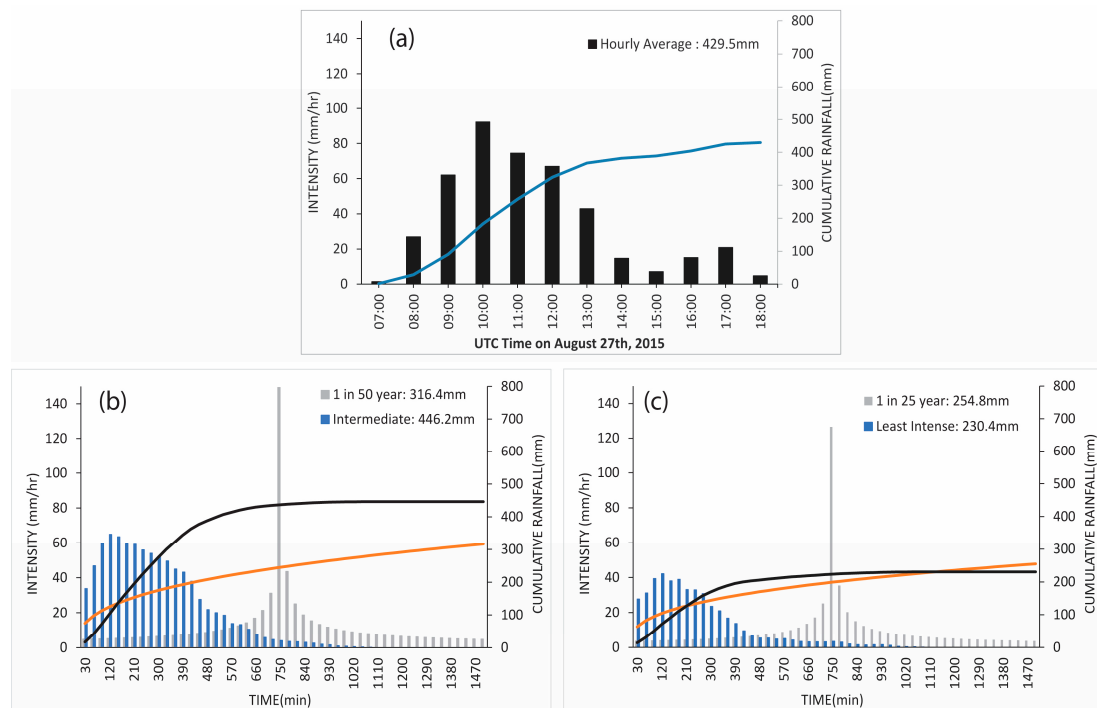 (a)
Hourly Average : 429.5mm
INTENSITY (mm/hr)
140
120
100
80
60
40
20
0
CUMULATIVE RAINFALL(mm)
800
700
600
500
400
300
200
100
0
07:00 08:00 09:00 10:00 11:00 12:00 13:00 14:00 15:00 16:00 17:00 18:00
UTC Time on August 27th, 2015
(b)
1 in 50 year: 316.4mm
Intermediate: 446.2mm
INTENSITY (mm/hr)
140
120
100
80
60
40
20
0
CUMULATIVE RAINFALL(mm)
800
700
600
500
400
300
200
100
0
30 120 210 300 390 480 570 660 750 840 930 1020 1110 1200 1290 1380 1470
TIME(min)
(c)
1 in 25 year: 254.8mm
Least Intense: 230.4mm
INTENSITY (mm/hr)
140
120
100
80
60
40
20
0
CUMULATIVE RAINFALL(mm)
800
700
600
500
400
300
200
100
0
30 120 210 300 390 480 570 660 750 840 930 1020 1110 1200 1290 1380 1470
TIME(min)